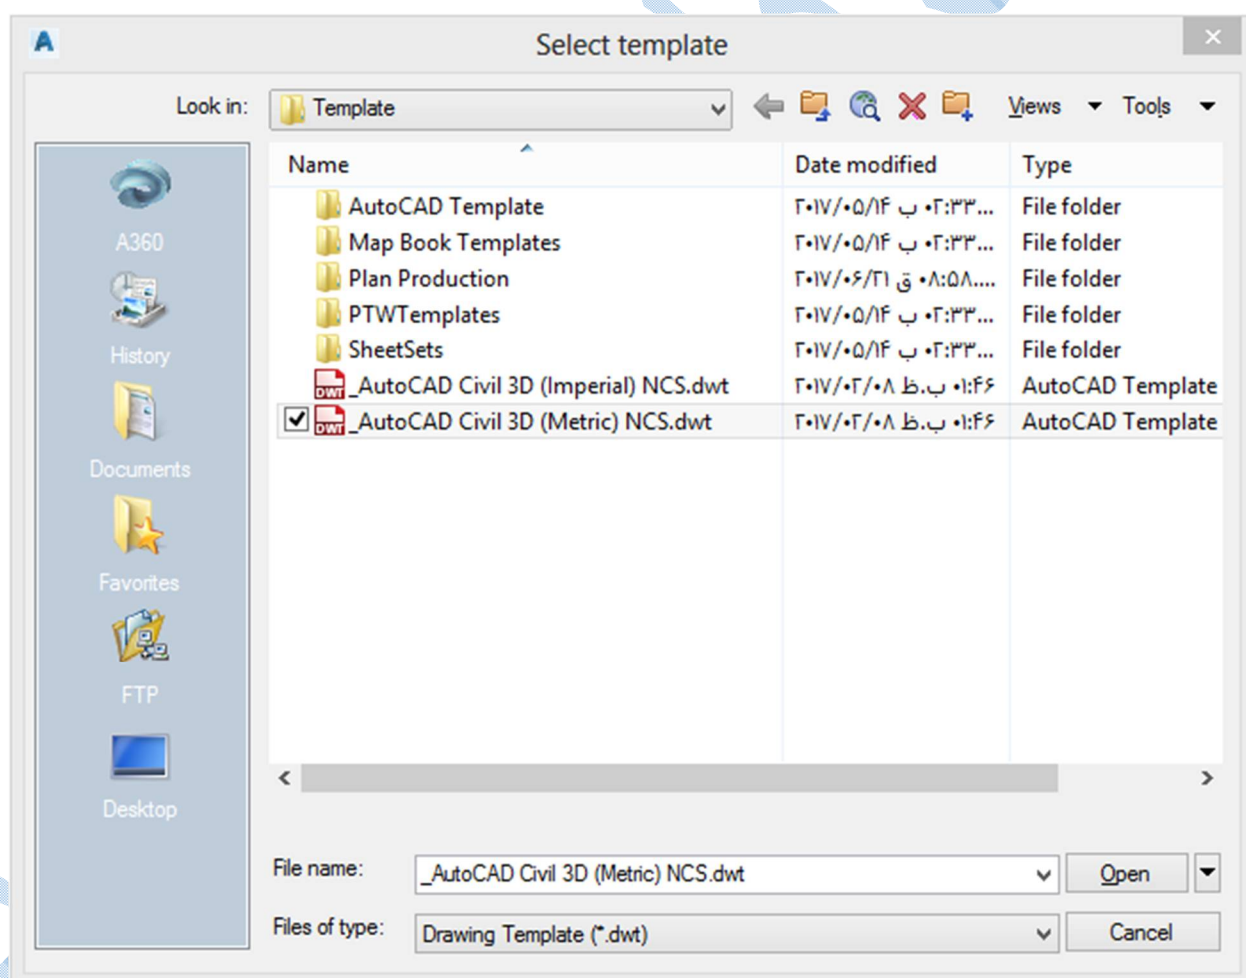 Select template
Look in: Template Views Tools
Name Date modified Type
AutoCAD Template ۲۰۱۷/۰۵/۱۴ ب ۰۲:۳۳... File folder
Map Book Templates ۲۰۱۷/۰۵/۱۴ ب ۰۲:۳۳... File folder
Plan Production ۲۰۱۷/۰۶/۲۱ ق ۰۸:۵۸.... File folder
PTWTemplates ۲۰۱۷/۰۵/۱۴ ب ۰۲:۳۳... File folder
SheetSets ۲۰۱۷/۰۵/۱۴ ب ۰۲:۳۳... File folder
DWT _AutoCAD Civil 3D (Imperial) NCS.dwt ۲۰۱۷/۰۲/۰۸ ب.ظ ۰۱:۴۶ AutoCAD Template
DWT _AutoCAD Civil 3D (Metric) NCS.dwt ۲۰۱۷/۰۲/۰۸ ب.ظ ۰۱:۴۶ AutoCAD Template
A360
History
Documents
Favorites
FTP
Desktop
File name: _AutoCAD Civil 3D (Metric) NCS.dwt Open
Files of type: Drawing Template (*.dwt) Cancel